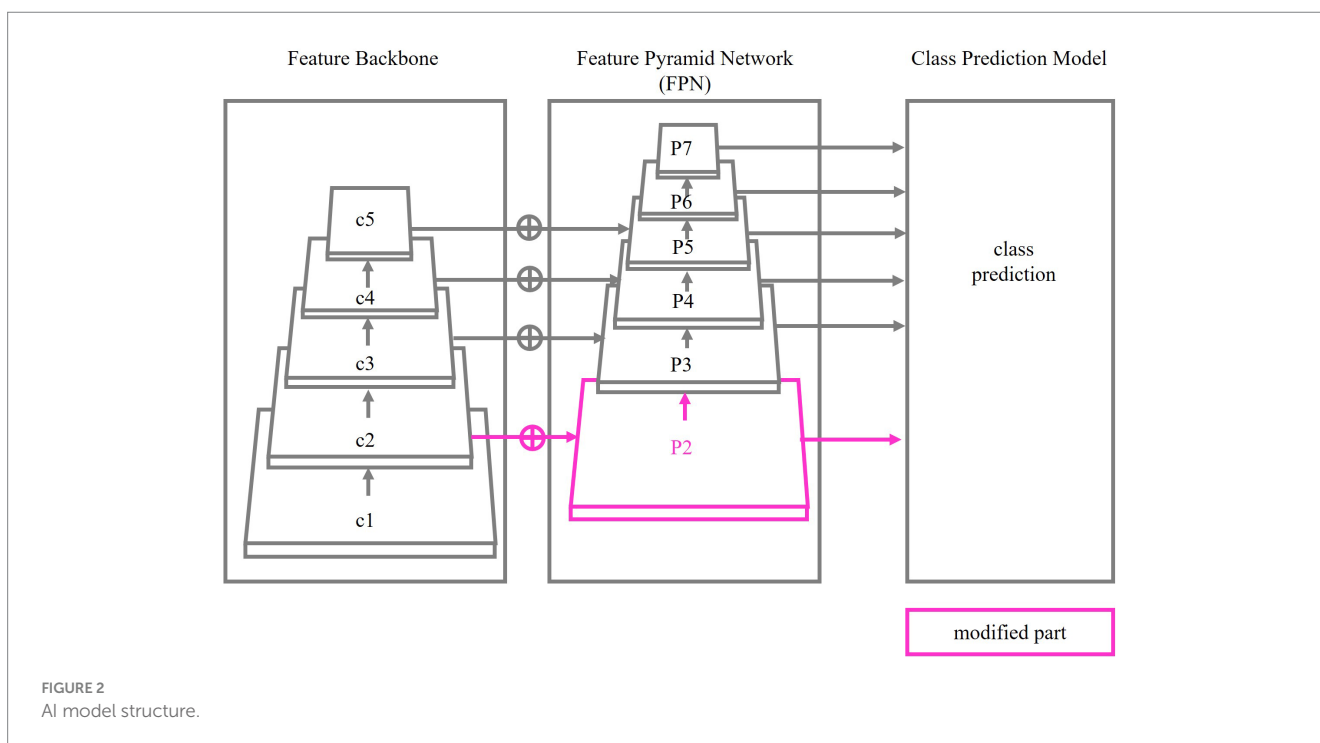 Feature Backbone
Feature Pyramid Network
(FPN)
Class Prediction Model
c5
c4
c3
c2
c1
P7
P6
P5
P4
P3
P2
class
prediction
modified part
FIGURE 2
AI model structure.